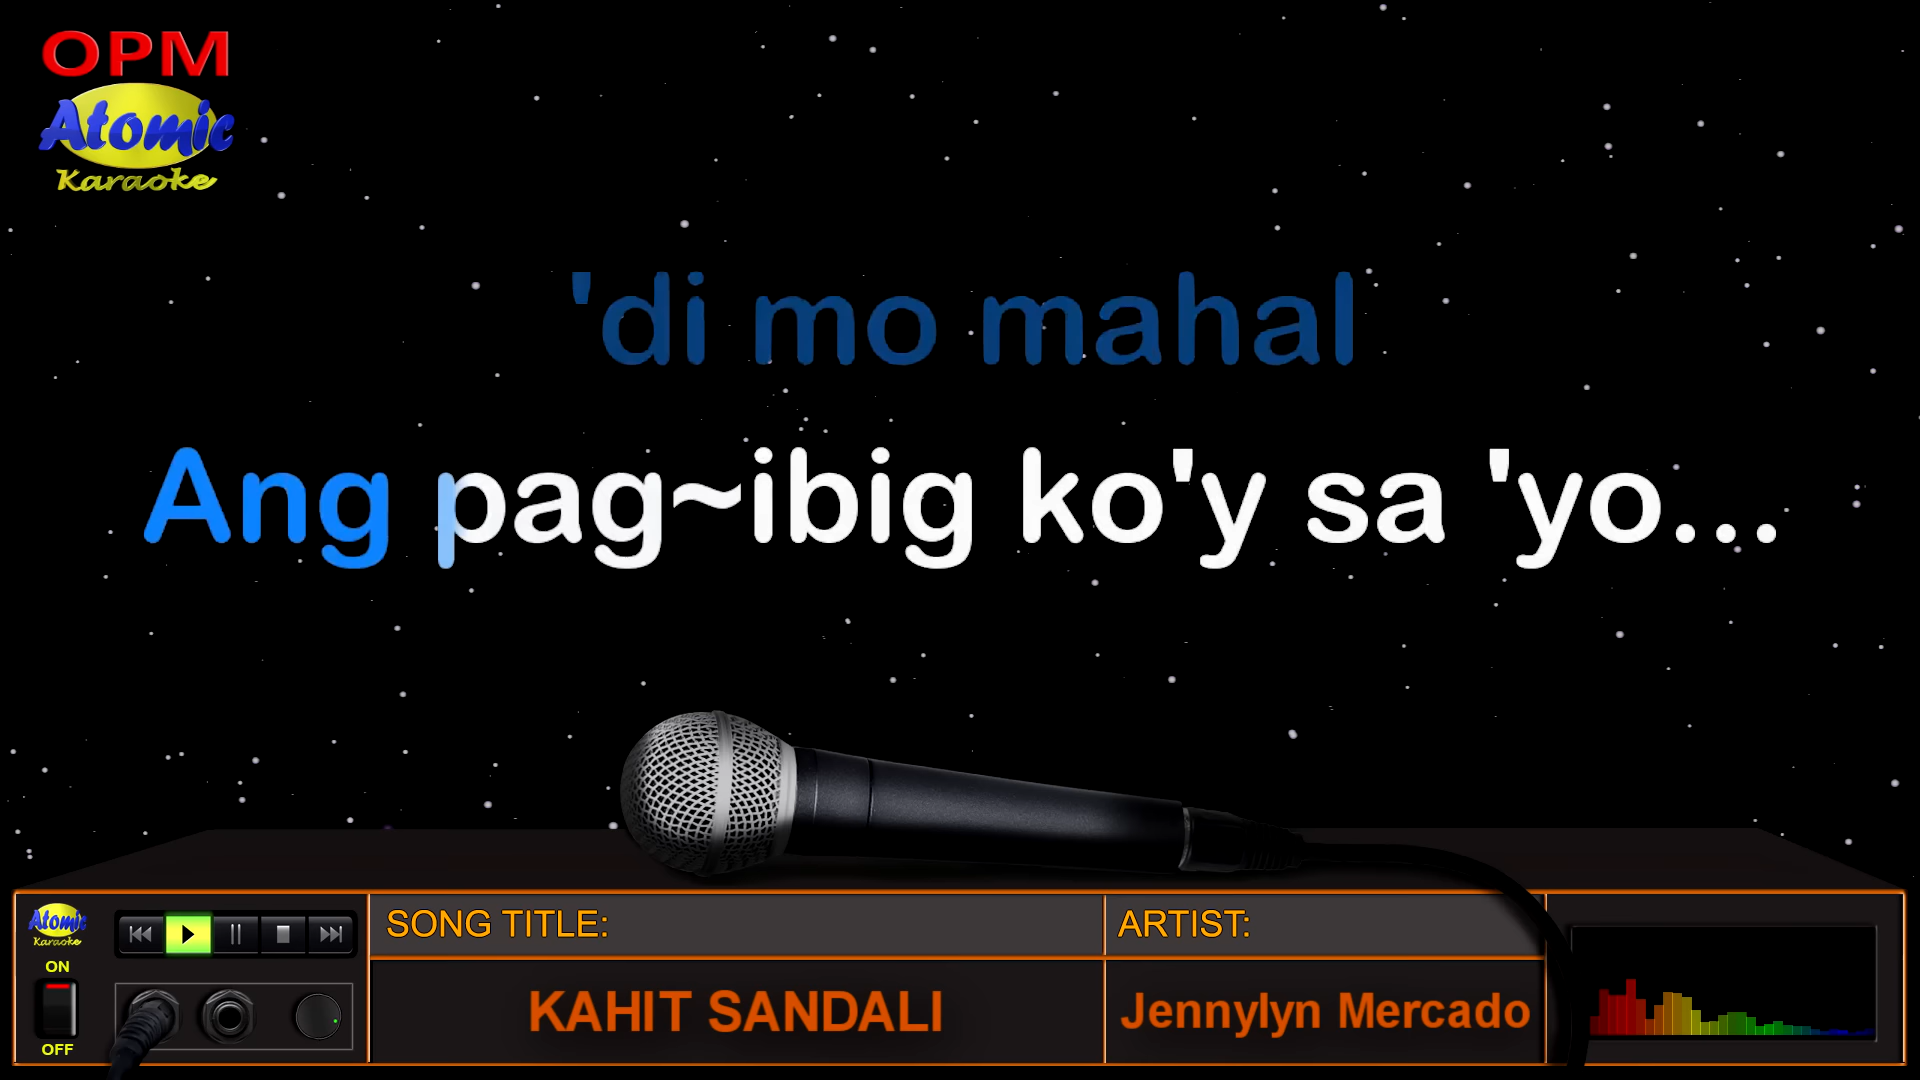 OPM
Atomic
Karaoke
'di mo mahal
Ang pag~ibig ko'y sa 'yo...
Atomic
Karaoke
ON
OFF
SONG TITLE:
KAHIT SANDALI
ARTIST:
Jennylyn Mercado